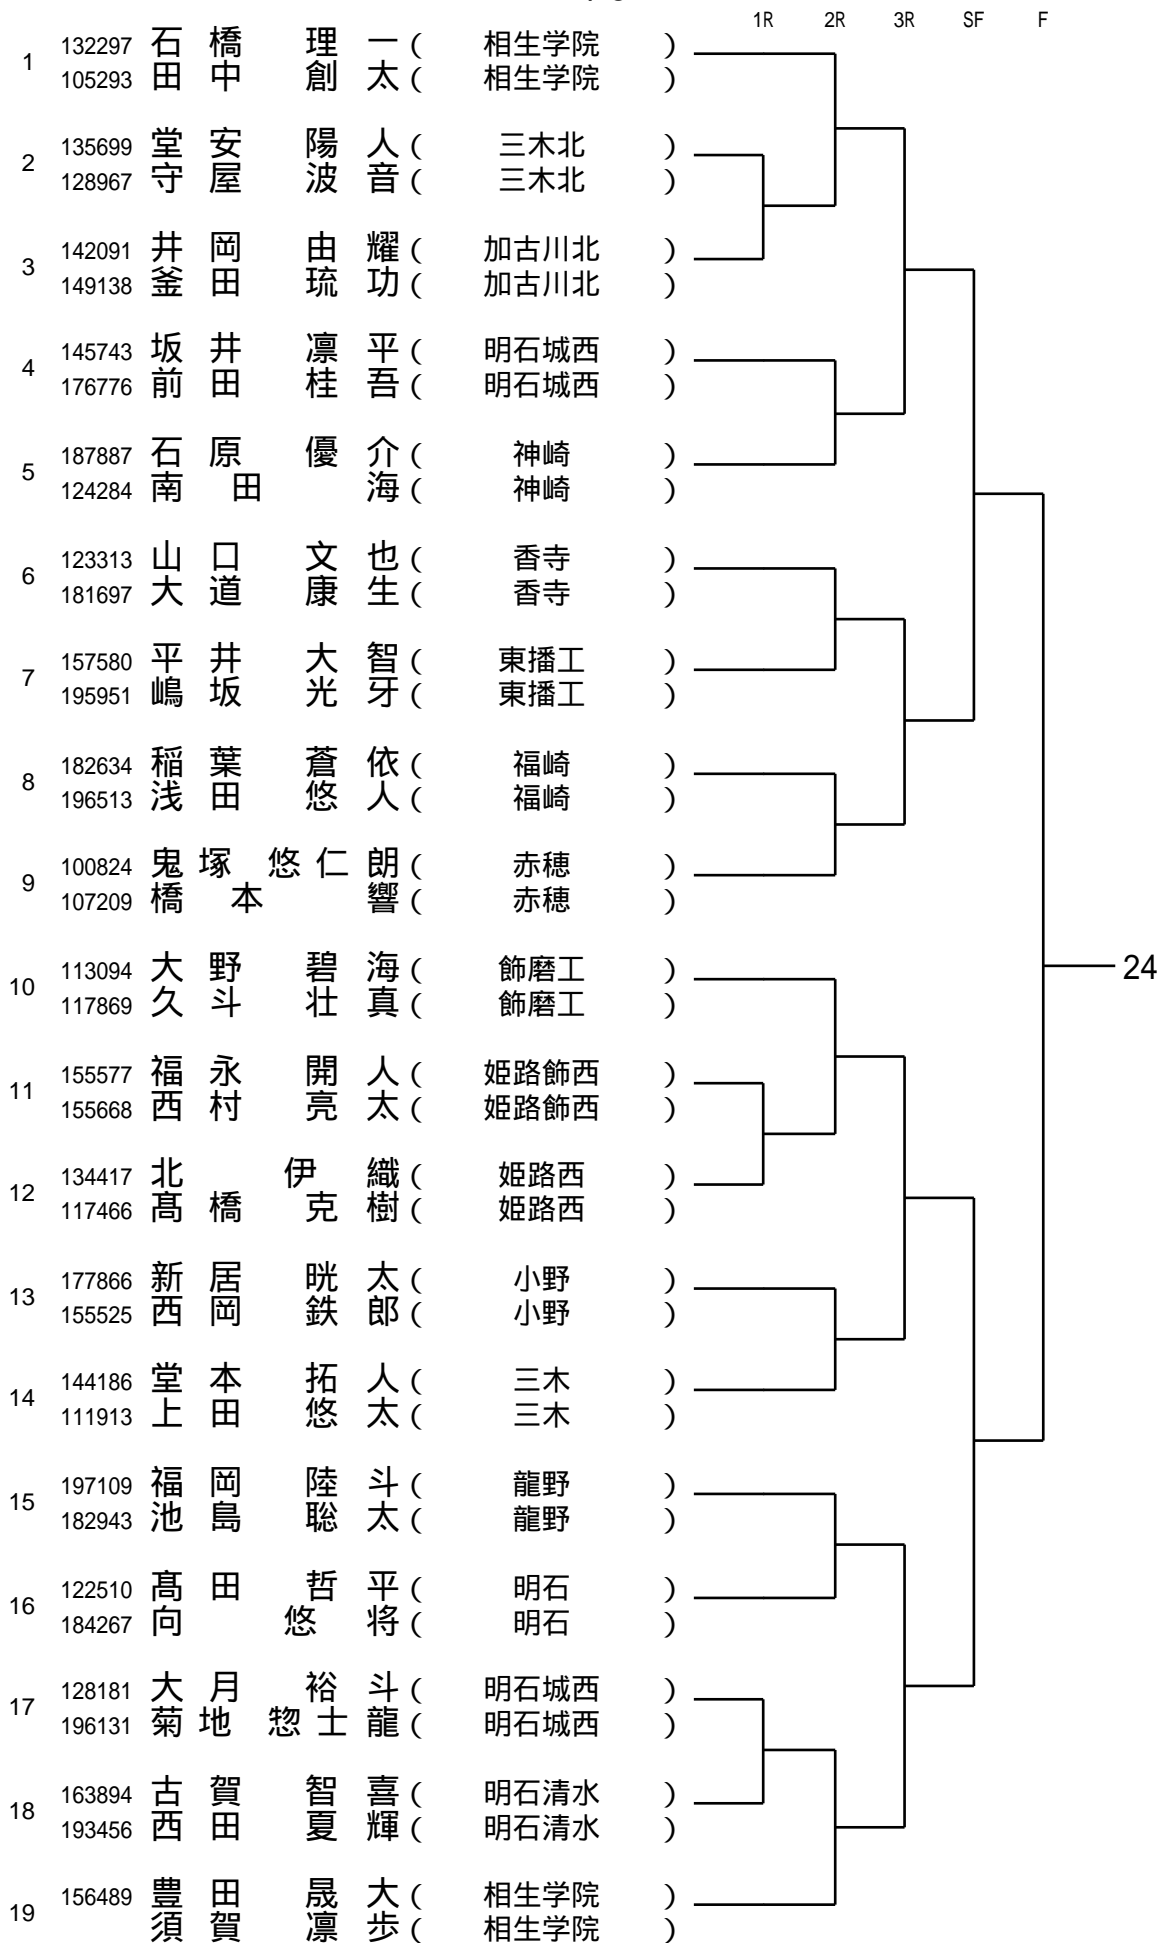 1R 2R 3R SF F
1 132297 石橋 理一 ( 相生学院 )
105293 田中 創太 ( 相生学院 )
2 135699 堂安 陽人 ( 三木北 )
128967 守屋 波音 ( 三木北 )
3 142091 井岡 由耀 ( 加古川北 )
149138 釜田 琉功 ( 加古川北 )
4 145743 坂井 凛平 ( 明石城西 )
176776 前田 桂吾 ( 明石城西 )
5 187887 石原 優介 ( 神崎 )
124284 南田 海 ( 神崎 )
6 123313 山口 文也 ( 香寺 )
181697 大道 康生 ( 香寺 )
7 157580 平井 大智 ( 東播工 )
195951 嶋坂 光牙 ( 東播工 )
8 182634 稲葉 蒼依 ( 福崎 )
196513 浅田 悠人 ( 福崎 )
9 100824 鬼塚 悠仁朗 ( 赤穂 )
107209 橋本 響 ( 赤穂 )
10 113094 大野 碧海 ( 飾磨工 )
117869 久斗 壮真 ( 飾磨工 )
24
11 155577 福永 開人 ( 姫路飾西 )
155668 西村 亮太 ( 姫路飾西 )
12 134417 北 伊織 ( 姫路西 )
117466 髙橋 克樹 ( 姫路西 )
13 177866 新居 晄太 ( 小野 )
155525 西岡 鉄郎 ( 小野 )
14 144186 堂本 拓人 ( 三木 )
111913 上田 悠太 ( 三木 )
15 197109 福岡 陸斗 ( 龍野 )
182943 池島 聡太 ( 龍野 )
16 122510 髙田 哲平 ( 明石 )
184267 向 悠将 ( 明石 )
17 128181 大月 裕斗 ( 明石城西 )
196131 菊地 惣士龍 ( 明石城西 )
18 163894 古賀 智喜 ( 明石清水 )
193456 西田 夏輝 ( 明石清水 )
19 156489 豊田 晟大 ( 相生学院 )
須賀 凛歩 ( 相生学院 )